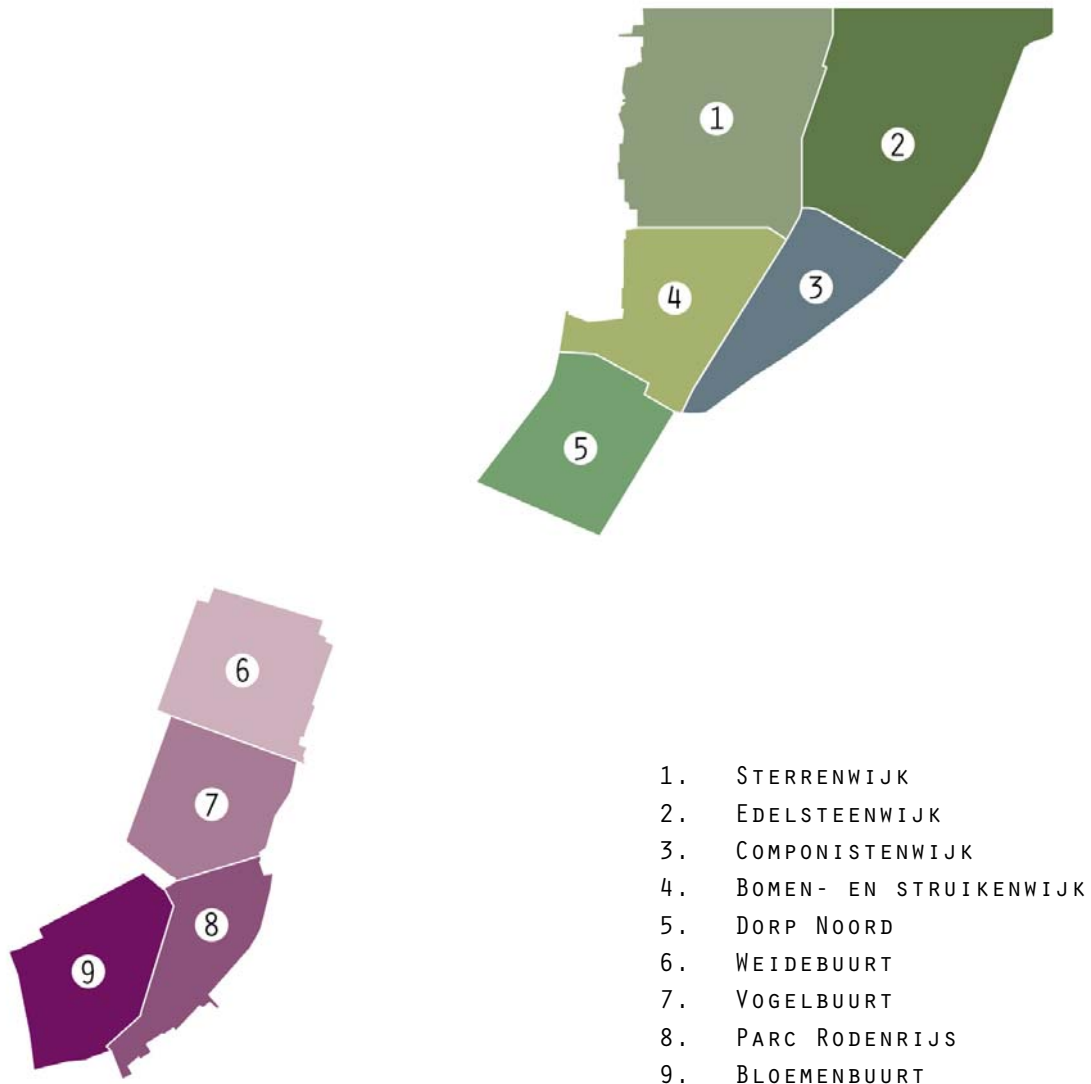 1
2
3
4
5
6
7
8
9
1. STERRENWIJK
2. EDELSTEENWIJK
3. COMPONISTENWIJK
4. BOMEN- EN STRUIKENWIJK
5. DORP NOORD
6. WEIDEBUURT
7. VOGELBUURT
8. PARC RODENRIJS
9. BLOEMENBUURT